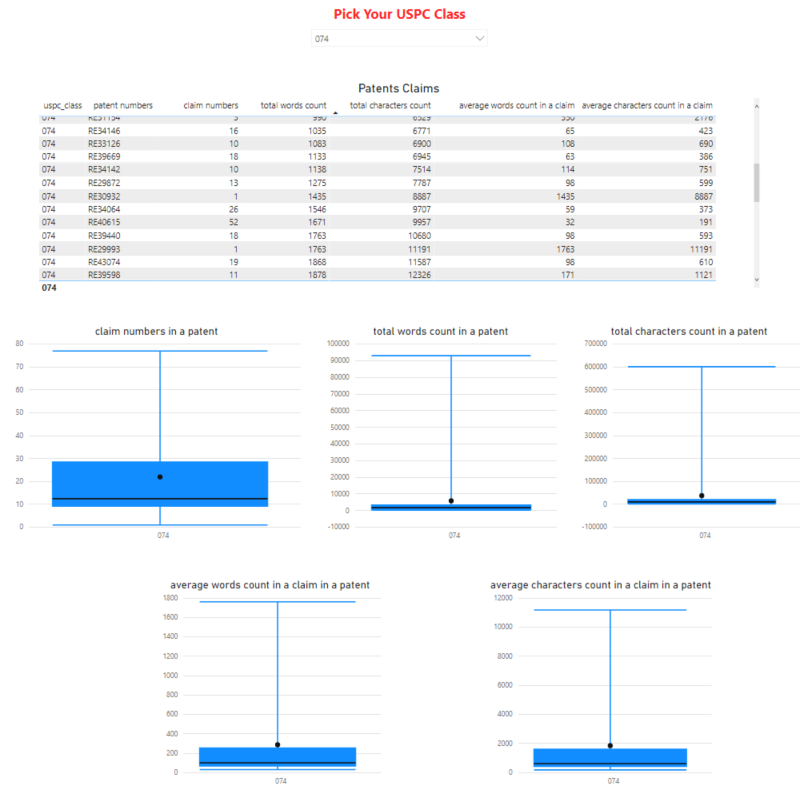 Pick Your USPC Class
074
Patents Claims
uspc_class patent numbers claim numbers total words count total characters count average words count in a claim average characters count in a claim
074 RE31154 3 990 6529 330 2176
074 RE34146 16 1035 6771 65 423
074 RE33126 10 1083 6900 108 690
074 RE39669 18 1133 6945 63 386
074 RE34142 10 1138 7514 114 751
074 RE29872 13 1275 7787 98 599
074 RE30932 1 1435 8887 1435 8887
074 RE34064 26 1546 9707 59 373
074 RE40615 52 1671 9957 32 191
074 RE39440 18 1763 10680 98 593
074 RE29993 1 1763 11191 1763 11191
074 RE43074 19 1868 11587 98 610
074 RE39598 11 1878 12326 171 1121
074
claim numbers in a patent
80
70
60
50
40
30
20
10
0
074
total words count in a patent
100000
90000
80000
70000
60000
50000
40000
30000
20000
10000
0
-10000
074
total characters count in a patent
700000
600000
500000
400000
300000
200000
100000
0
-100000
074
average words count in a claim in a patent
1800
1600
1400
1200
1000
800
600
400
200
0
074
average characters count in a claim in a patent
12000
10000
8000
6000
4000
2000
0
074